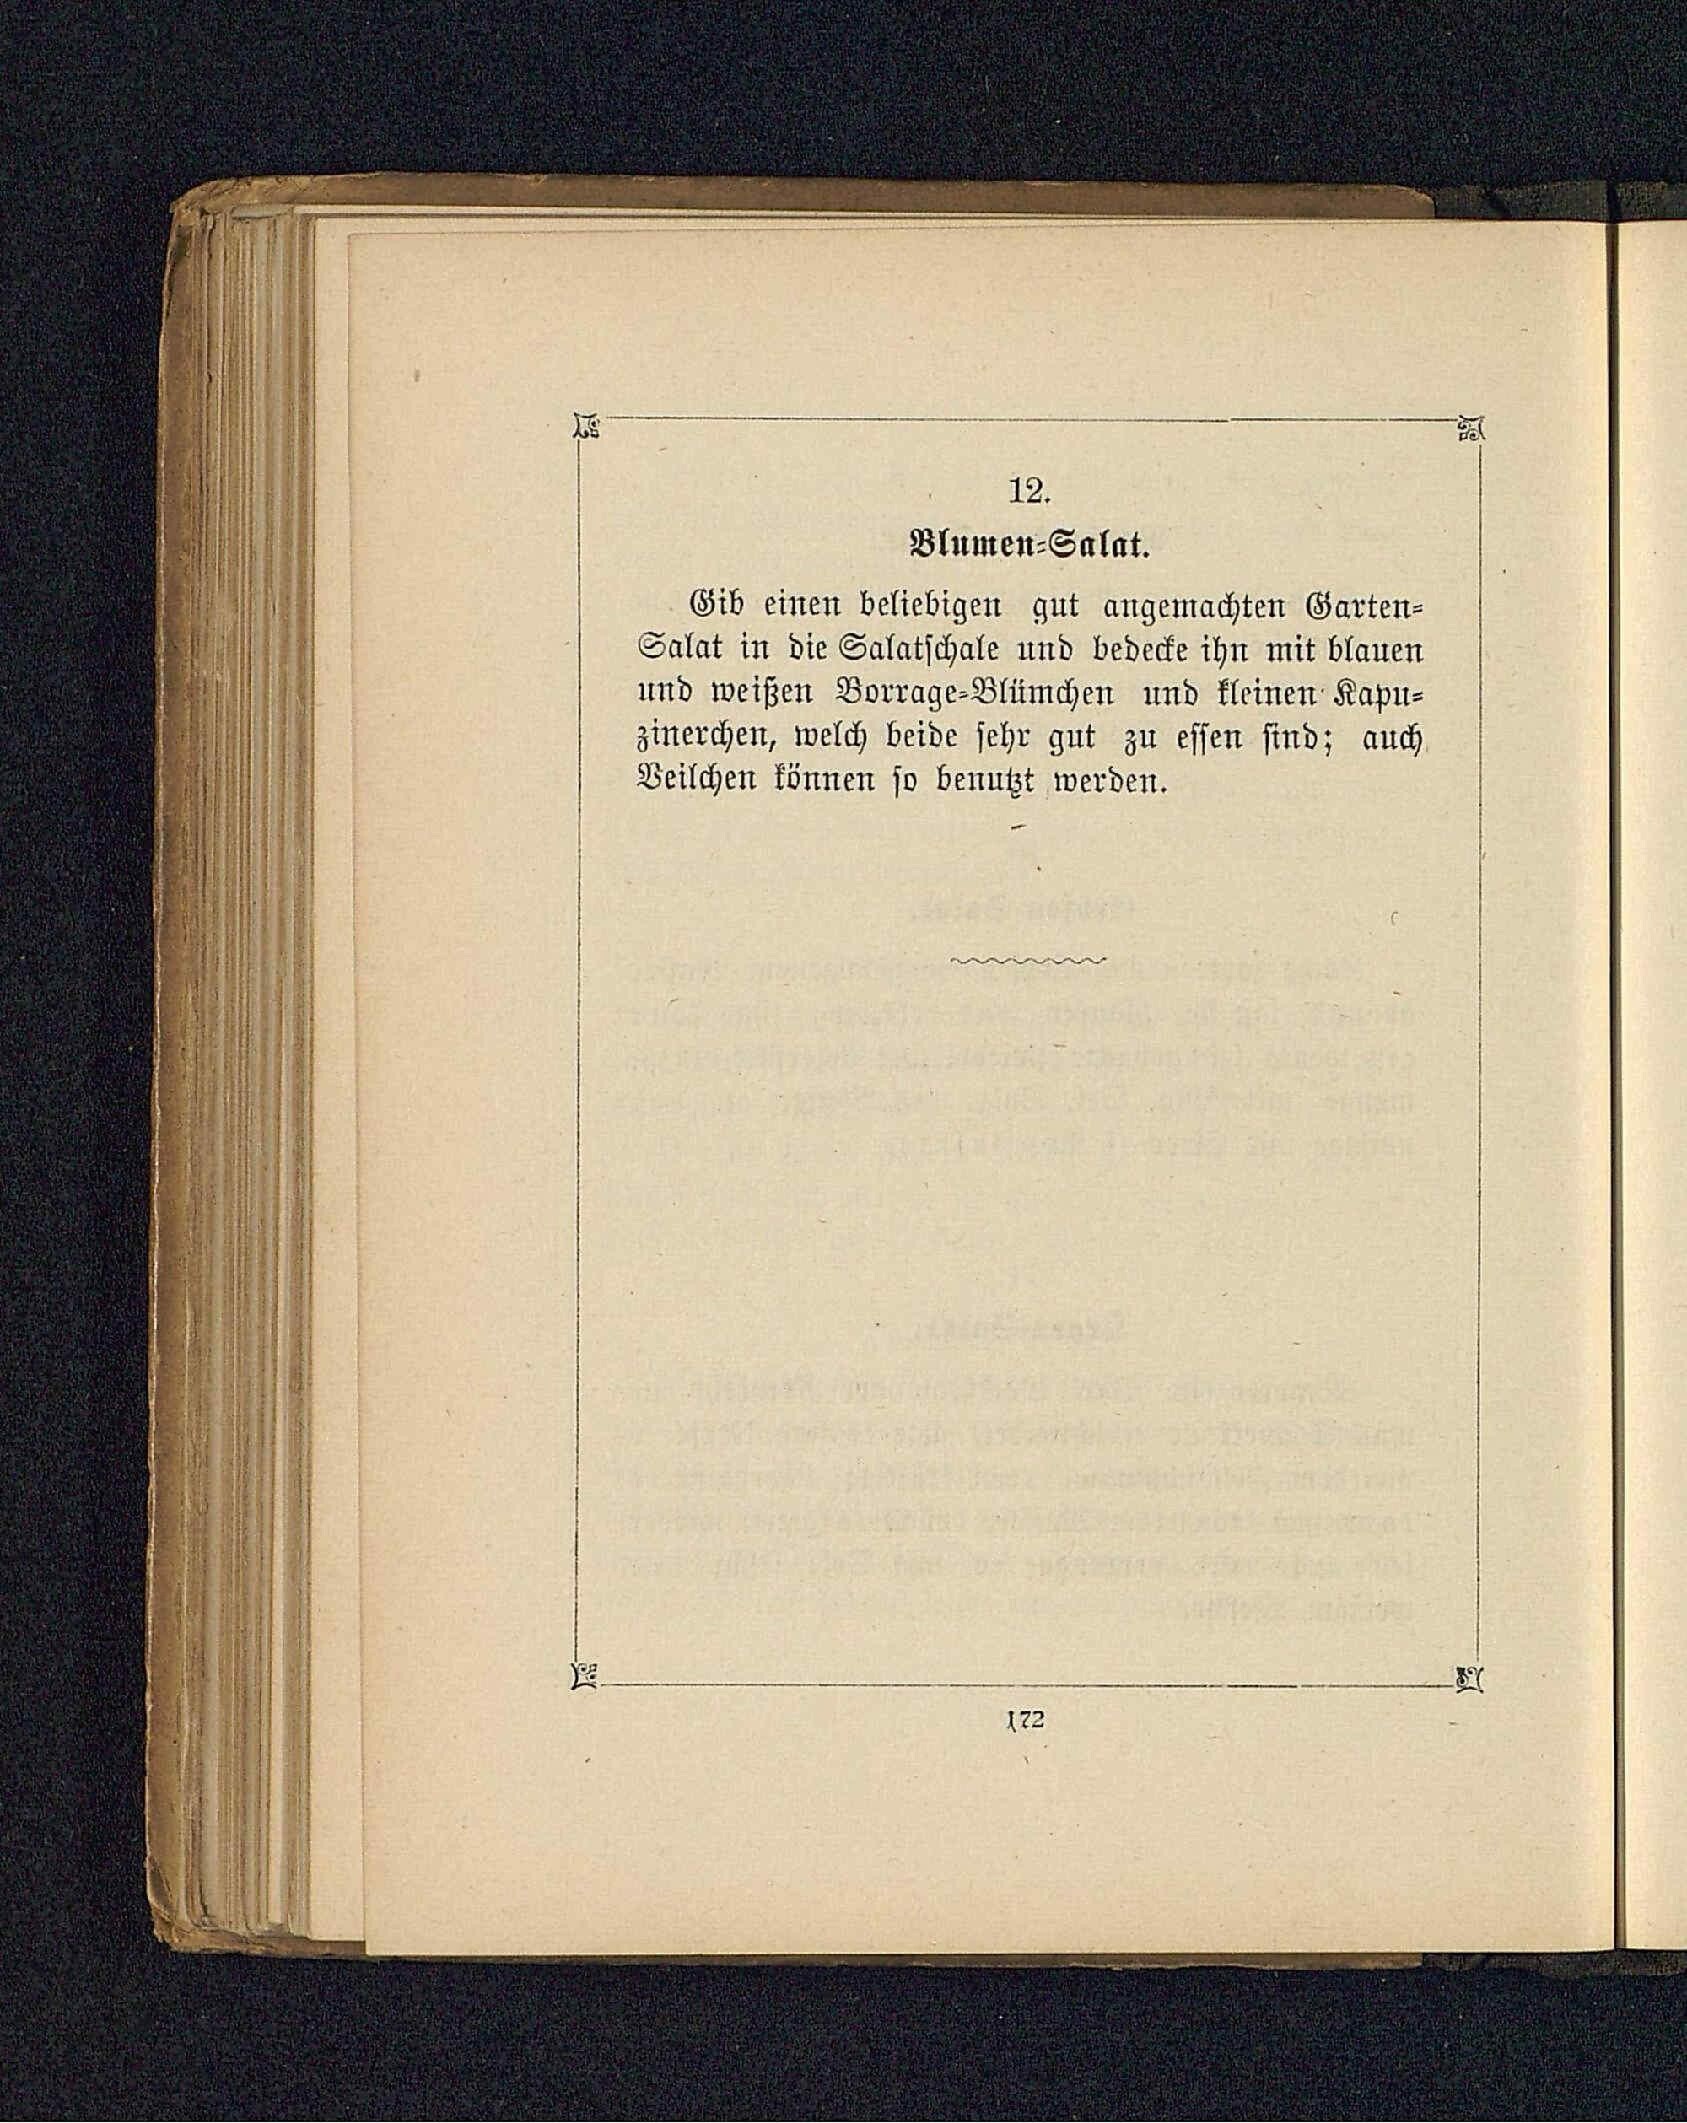 12.
Blumen-Salat.
Gib einen beliebigen gut angemachten Garten-
Salat in die Salatschale und bedecke ihn mit blauen
und weißen Borrage-Blümchen und kleinen Kapu-
zinerchen, welch beide sehr gut zu essen sind; auch
Veilchen können so benutzt werden.
172